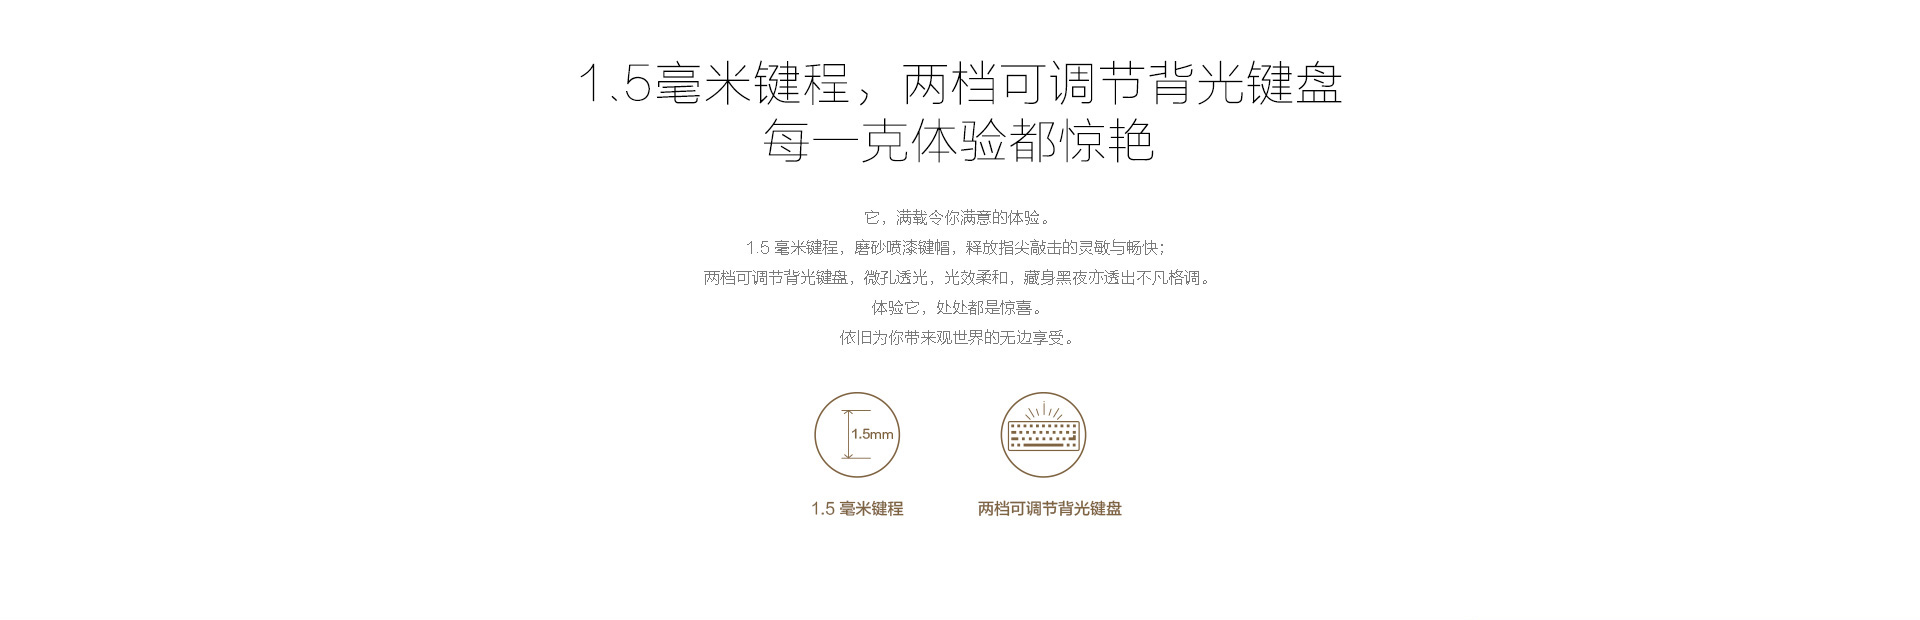 1.5毫米键程，两档可调节背光键盘
每一克体验都惊艳
它，满载令你满意的体验。
1.5 毫米键程，磨砂喷漆键帽，释放指尖敲击的灵敏与畅快；
两档可调节背光键盘，微孔透光，光效柔和，藏身黑夜亦透出不凡格调。
体验它，处处都是惊喜。
依旧为你带来观世界的无边享受。
1.5mm
1.5 毫米键程
两档可调节背光键盘